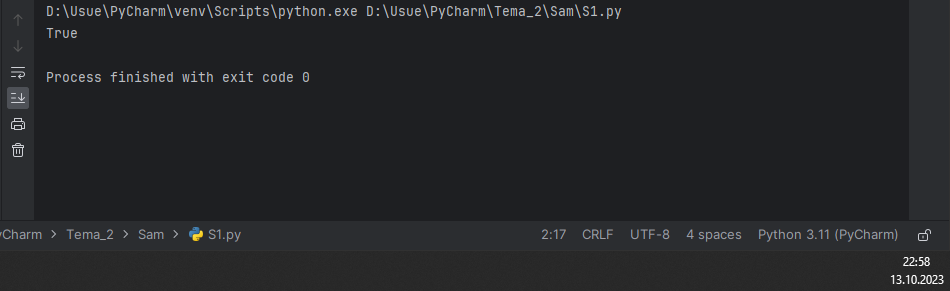 D:\Usue\PyCharm\venv\Scripts\python.exe D:\Usue\PyCharm\Tema_2\Sam\S1.py
True
Process finished with exit code 0
yCharm > Tema_2 > Sam > S1.py 2:17 CRLF UTF-8 4 spaces Python 3.11 (PyCharm)
22:58
13.10.2023